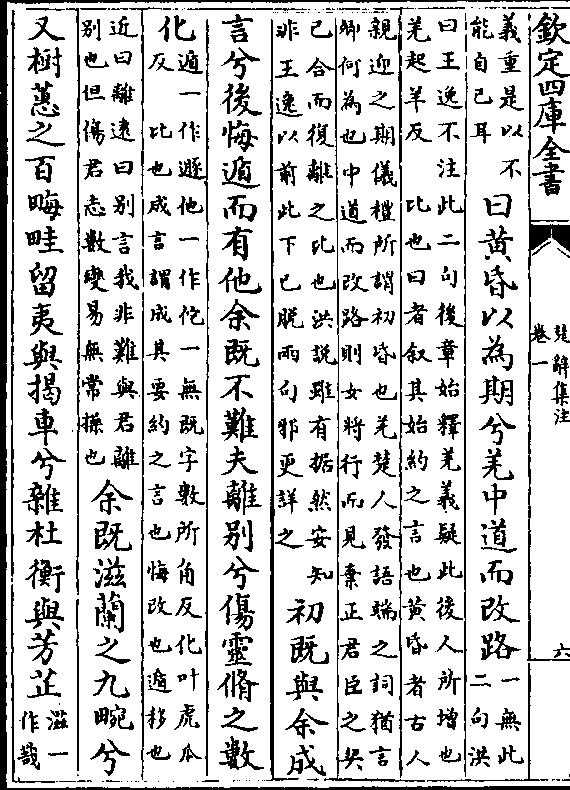 欽定四庫全書
楚辭集注
卷一
六
義重是以不
能自已耳
曰黄昏以為期兮羌中道而改路
一無此
二句洪
曰王逸不注此二句後章始釋羌義疑此後人所增也
羌起羊反　比也曰者叙其始約之言也黄昏者古人
親迎之期儀禮所謂初昏也羌楚人發語端之詞猶言
卿何為也中道而改路則女將行而見棄正君臣之契
已合而復離之比也洪説雖有据然安知
非王逸以前此下已脱兩句邪更詳之
初既與余成
言兮後悔遁而有他余既不難夫離别兮傷靈脩之數
化
遁一作遯他一作佗一無既字數所角反化叶虎瓜
反　比也成言謂成其要約之言也悔改也遁移也
近曰離遠曰别言我非難與君離
别也但傷君志數變易無常操也
余既滋蘭之九畹兮
又樹蕙之百畮畦留夷與揭車兮雜杜衡與芳芷
滋一
作哉